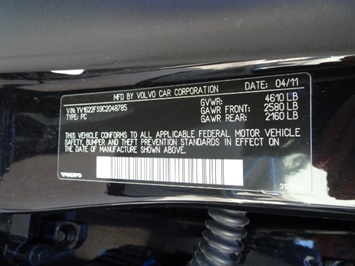 MFD. BY VOLVO CAR CORPORATION DATE: 04/11
VIN: YV1622FS9C2048785 GVWR: 4610 LB
TYPE: PC GAWR FRONT: 2580 LB
GAWR REAR: 2160 LB
THIS VEHICLE CONFORMS TO ALL APPLICABLE FEDERAL MOTOR VEHICLE
SAFETY, BUMPER AND THEFT PREVENTION STANDARDS IN EFFECT ON
THE DATE OF MANUFACTURE SHOWN ABOVE.
VOLVO